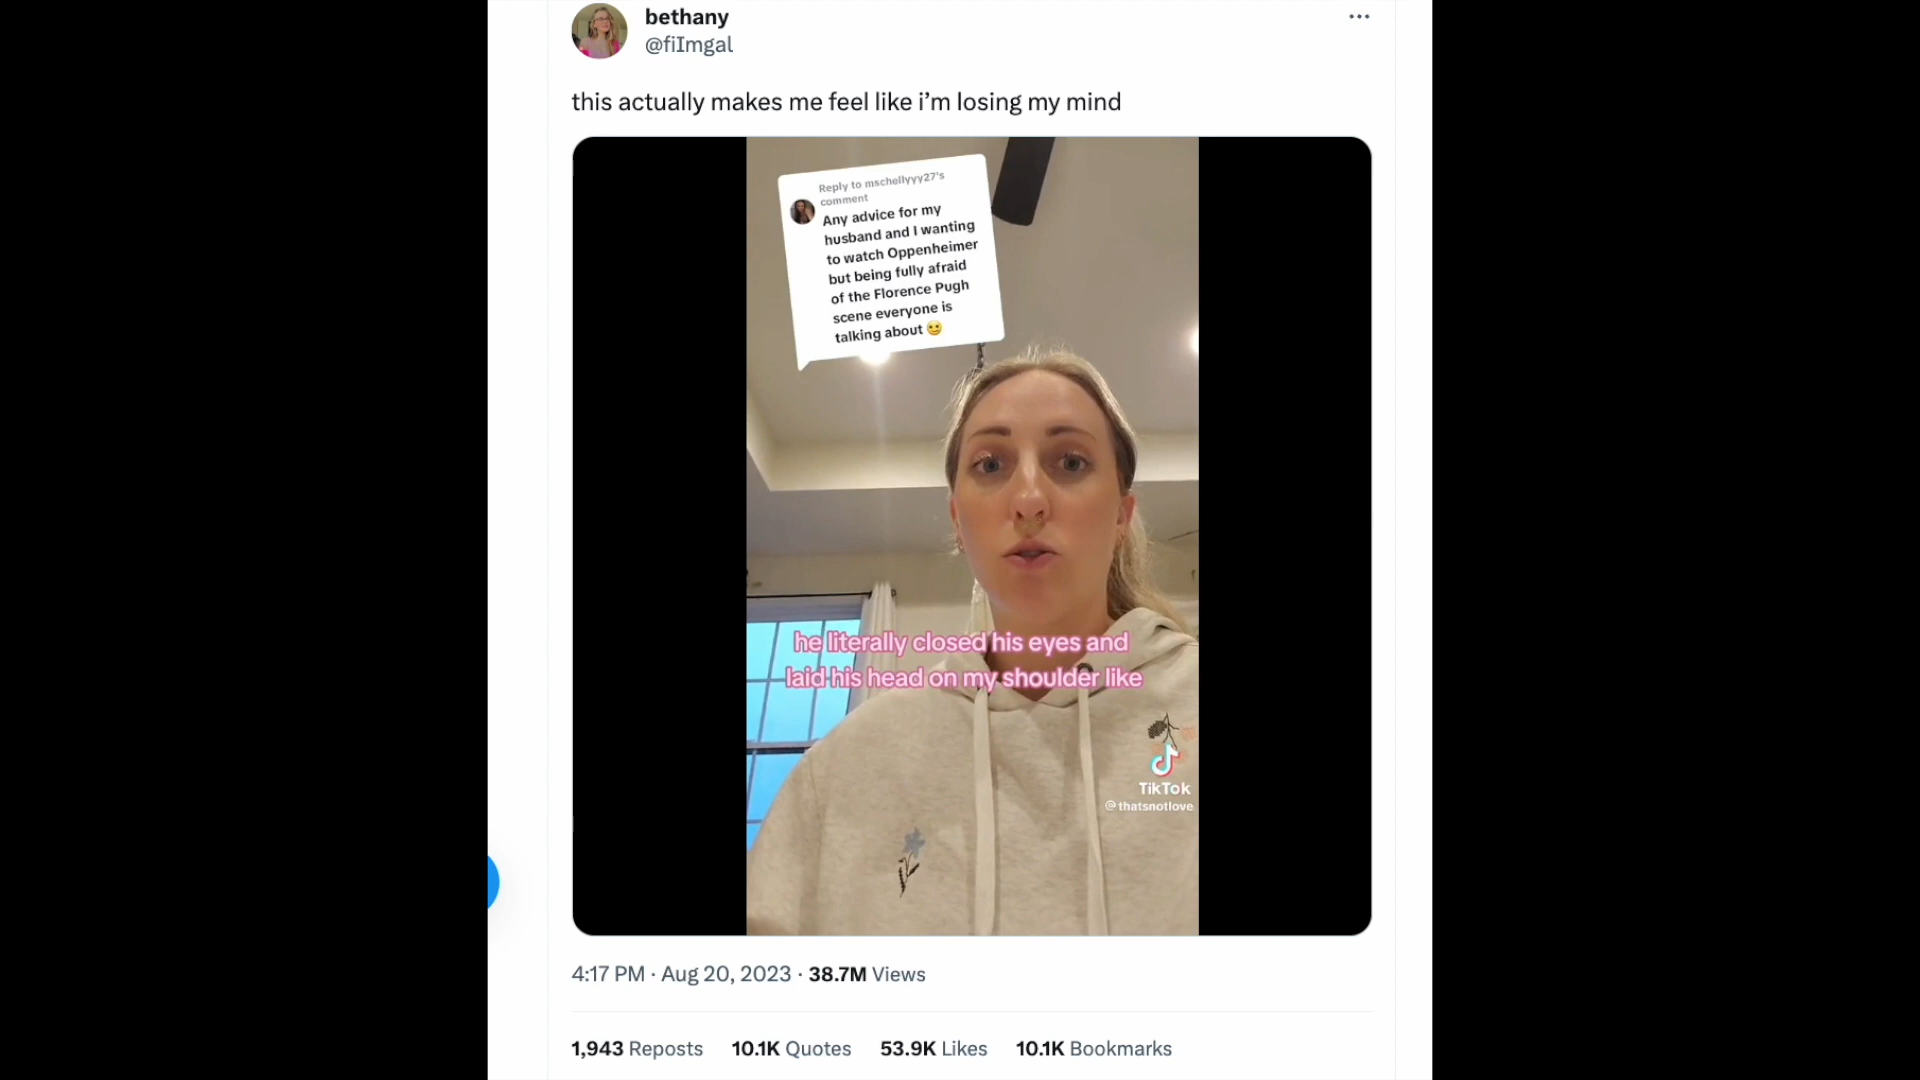 bethany
@fiImgal
this actually makes me feel like i’m losing my mind
Reply to mschellyyy27's
comment
Any advice for my
husband and I wanting
to watch Oppenheimer
but being fully afraid
of the Florence Pugh
scene everyone is
talking about 😉
he literally closed his eyes and
laid his head on my shoulder like
TikTok
@thatsnotlove
4:17 PM · Aug 20, 2023 · 38.7M Views
1,943 Reposts 10.1K Quotes 53.9K Likes 10.1K Bookmarks